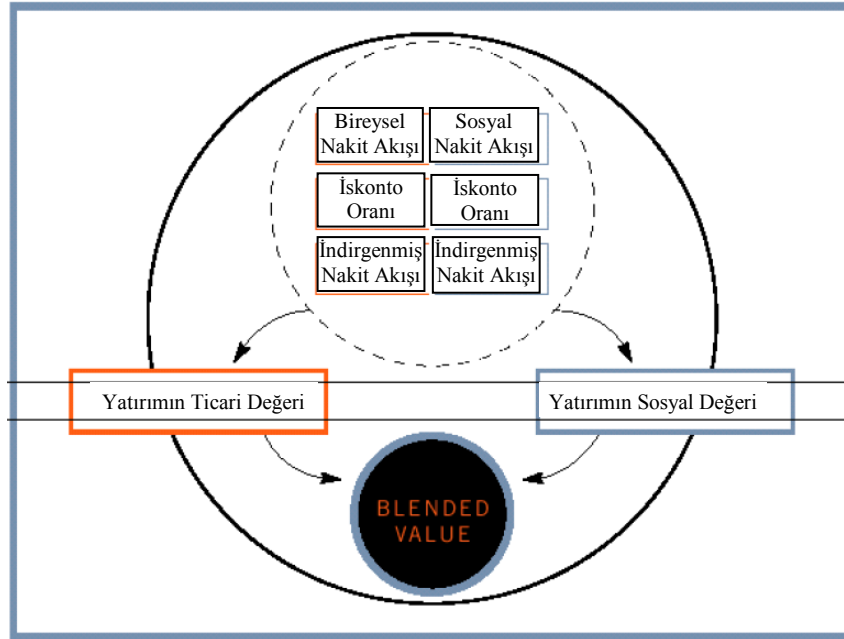 Bireysel
Nakit Akışı
Sosyal
Nakit Akışı
İskonto
Oranı
İskonto
Oranı
İndirgenmiş
Nakit Akışı
İndirgenmiş
Nakit Akışı
Yatırımın Ticari Değeri
Yatırımın Sosyal Değeri
BLENDED
VALUE